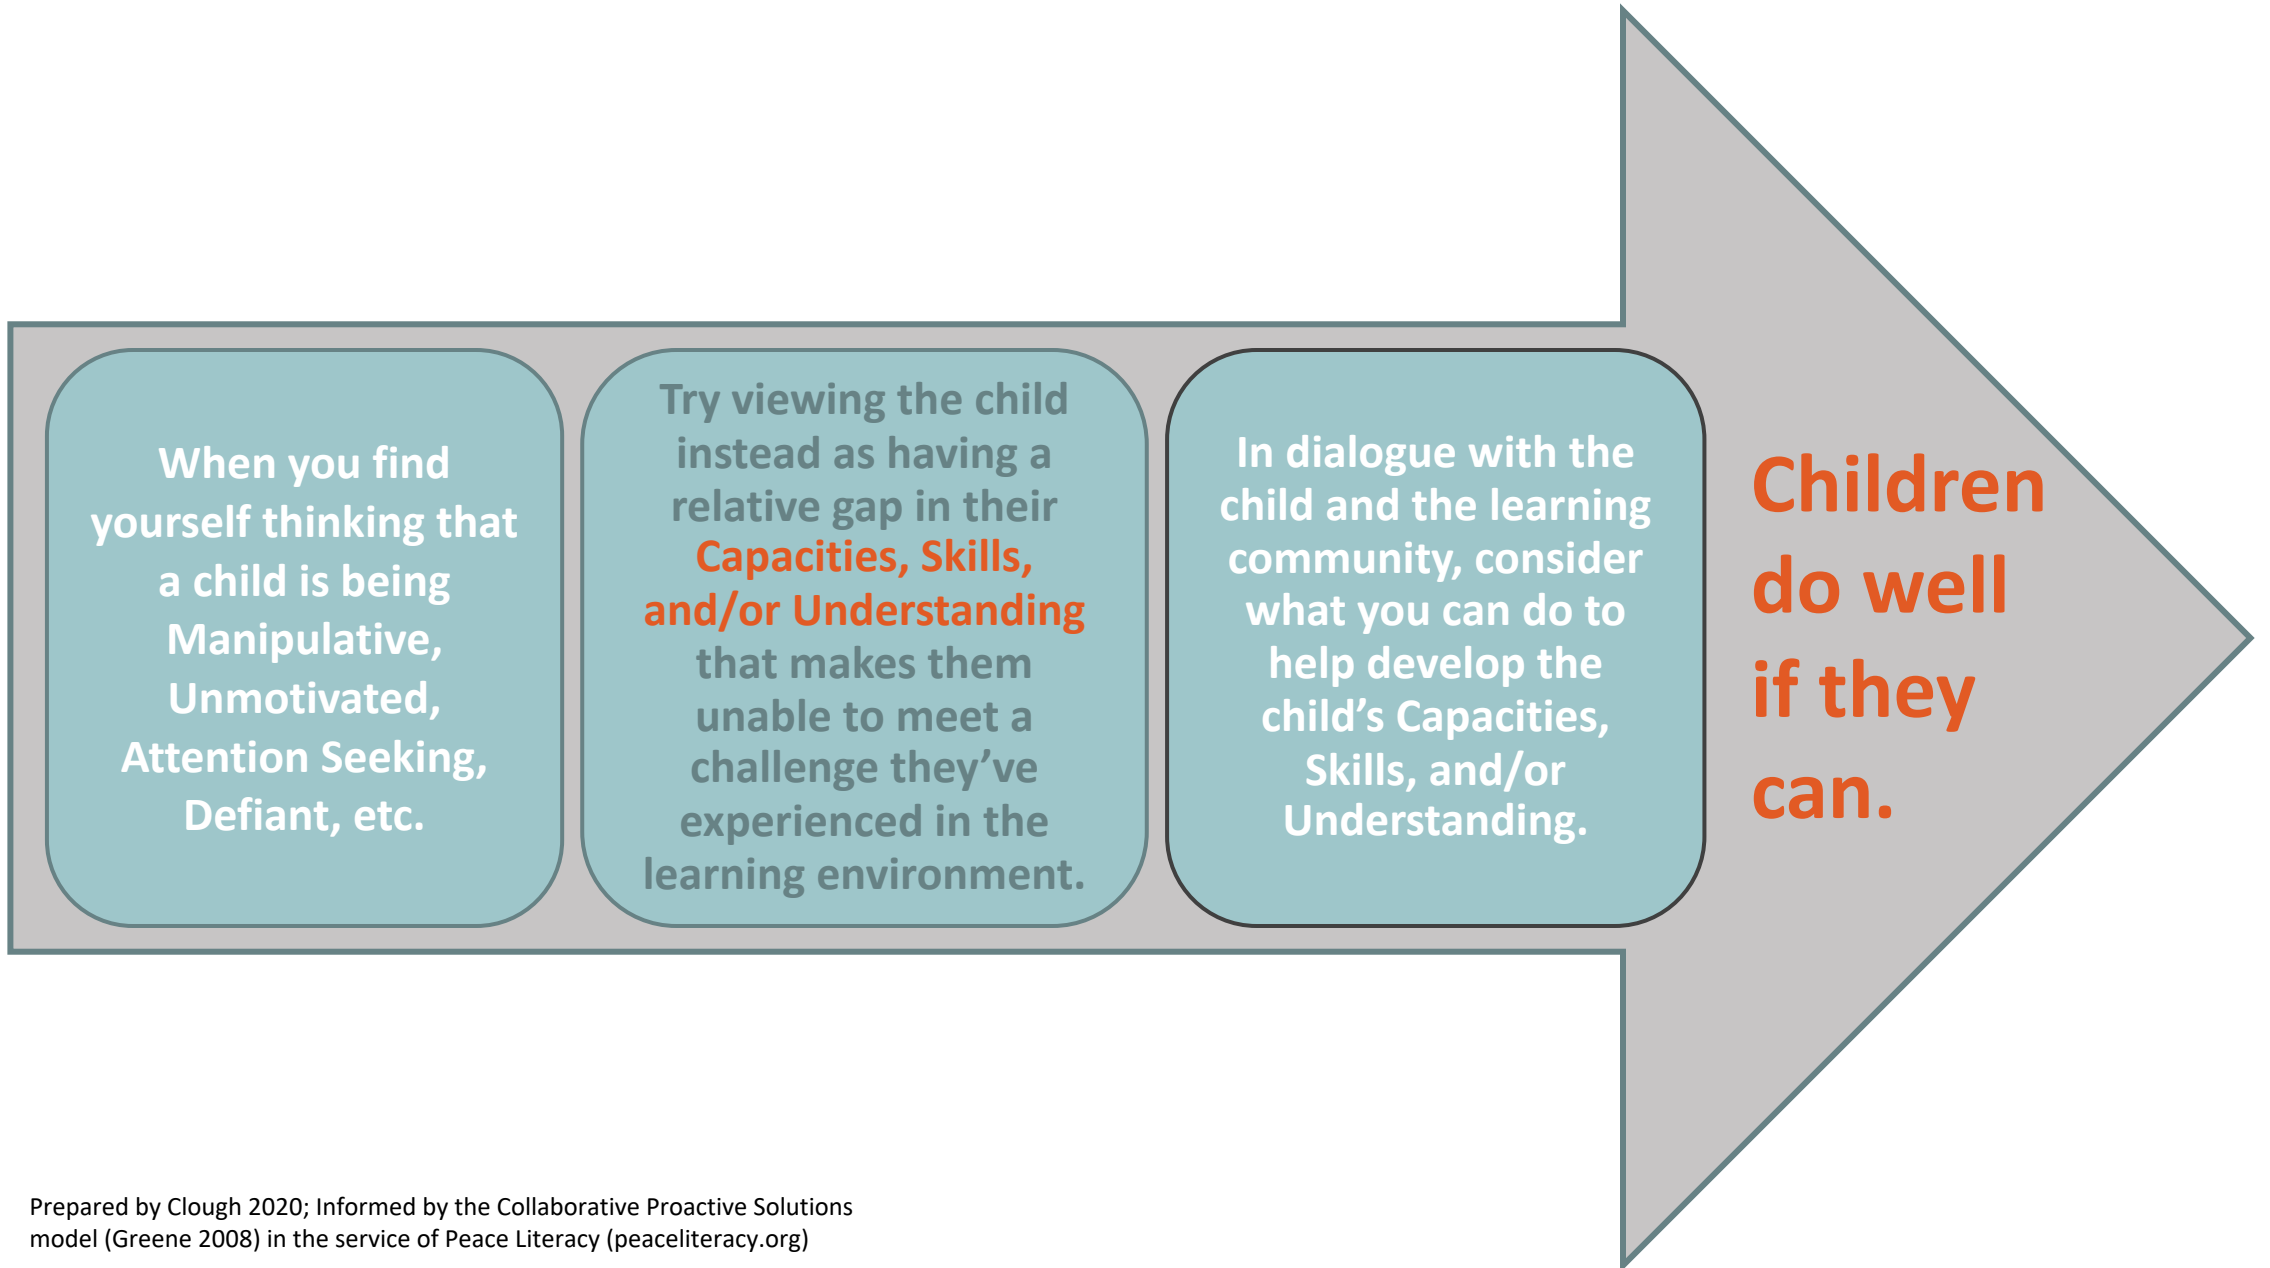 When you find
yourself thinking that
a child is being
Manipulative,
Unmotivated,
Attention Seeking,
Defiant, etc.
Try viewing the child
instead as having a
relative gap in their
Capacities, Skills,
and/or Understanding
that makes them
unable to meet a
challenge they’ve
experienced in the
learning environment.
In dialogue with the
child and the learning
community, consider
what you can do to
help develop the
child’s Capacities,
Skills, and/or
Understanding.
Children
do well
if they
can.
Prepared by Clough 2020; Informed by the Collaborative Proactive Solutions
model (Greene 2008) in the service of Peace Literacy (peaceliteracy.org)